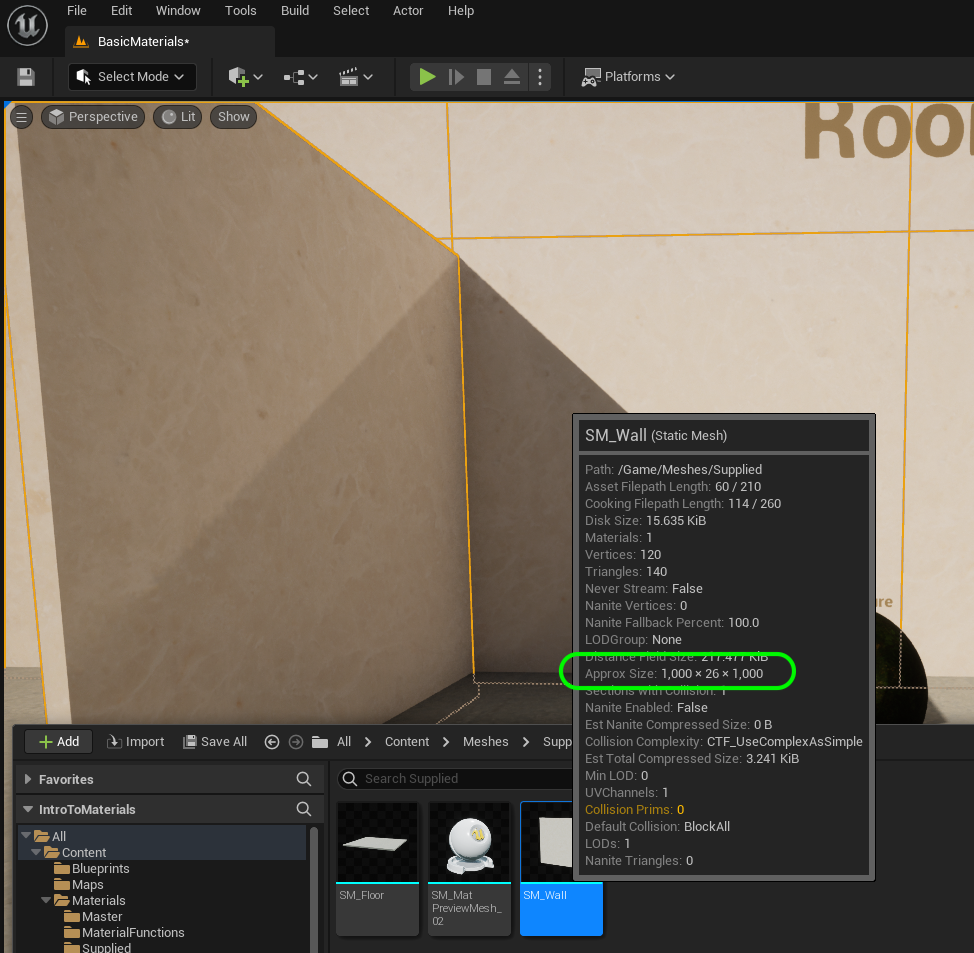 File Edit Window Tools Build Select Actor Help
BasicMaterials*
Select Mode
Platforms
Perspective Lit Show
SM_Wall (Static Mesh)
Path: /Game/Meshes/Supplied
Asset Filepath Length: 60 / 210
Cooking Filepath Length: 114 / 260
Disk Size: 15.635 KiB
Materials: 1
Vertices: 120
Triangles: 140
Never Stream: False
Nanite Vertices: 0
Nanite Fallback Percent: 100.0
LODGroup: None
Distance Field Size: 217.477 KiB
Approx Size: 1,000 × 26 × 1,000
Sections with Collision: 1
Nanite Enabled: False
Est Nanite Compressed Size: 0 B
Collision Complexity: CTF_UseComplexAsSimple
Est Total Compressed Size: 3.241 KiB
Min LOD: 0
UVChannels: 1
Collision Prims: 0
Default Collision: BlockAll
LODs: 1
Nanite Triangles: 0
Add Import Save All All Content Meshes Supp
Favorites
Search Supplied
IntroToMaterials
All
Content
Blueprints
Maps
Materials
Master
MaterialFunctions
Supplied
SM_Floor
SM_Mat
PreviewMesh_
02
SM_Wall